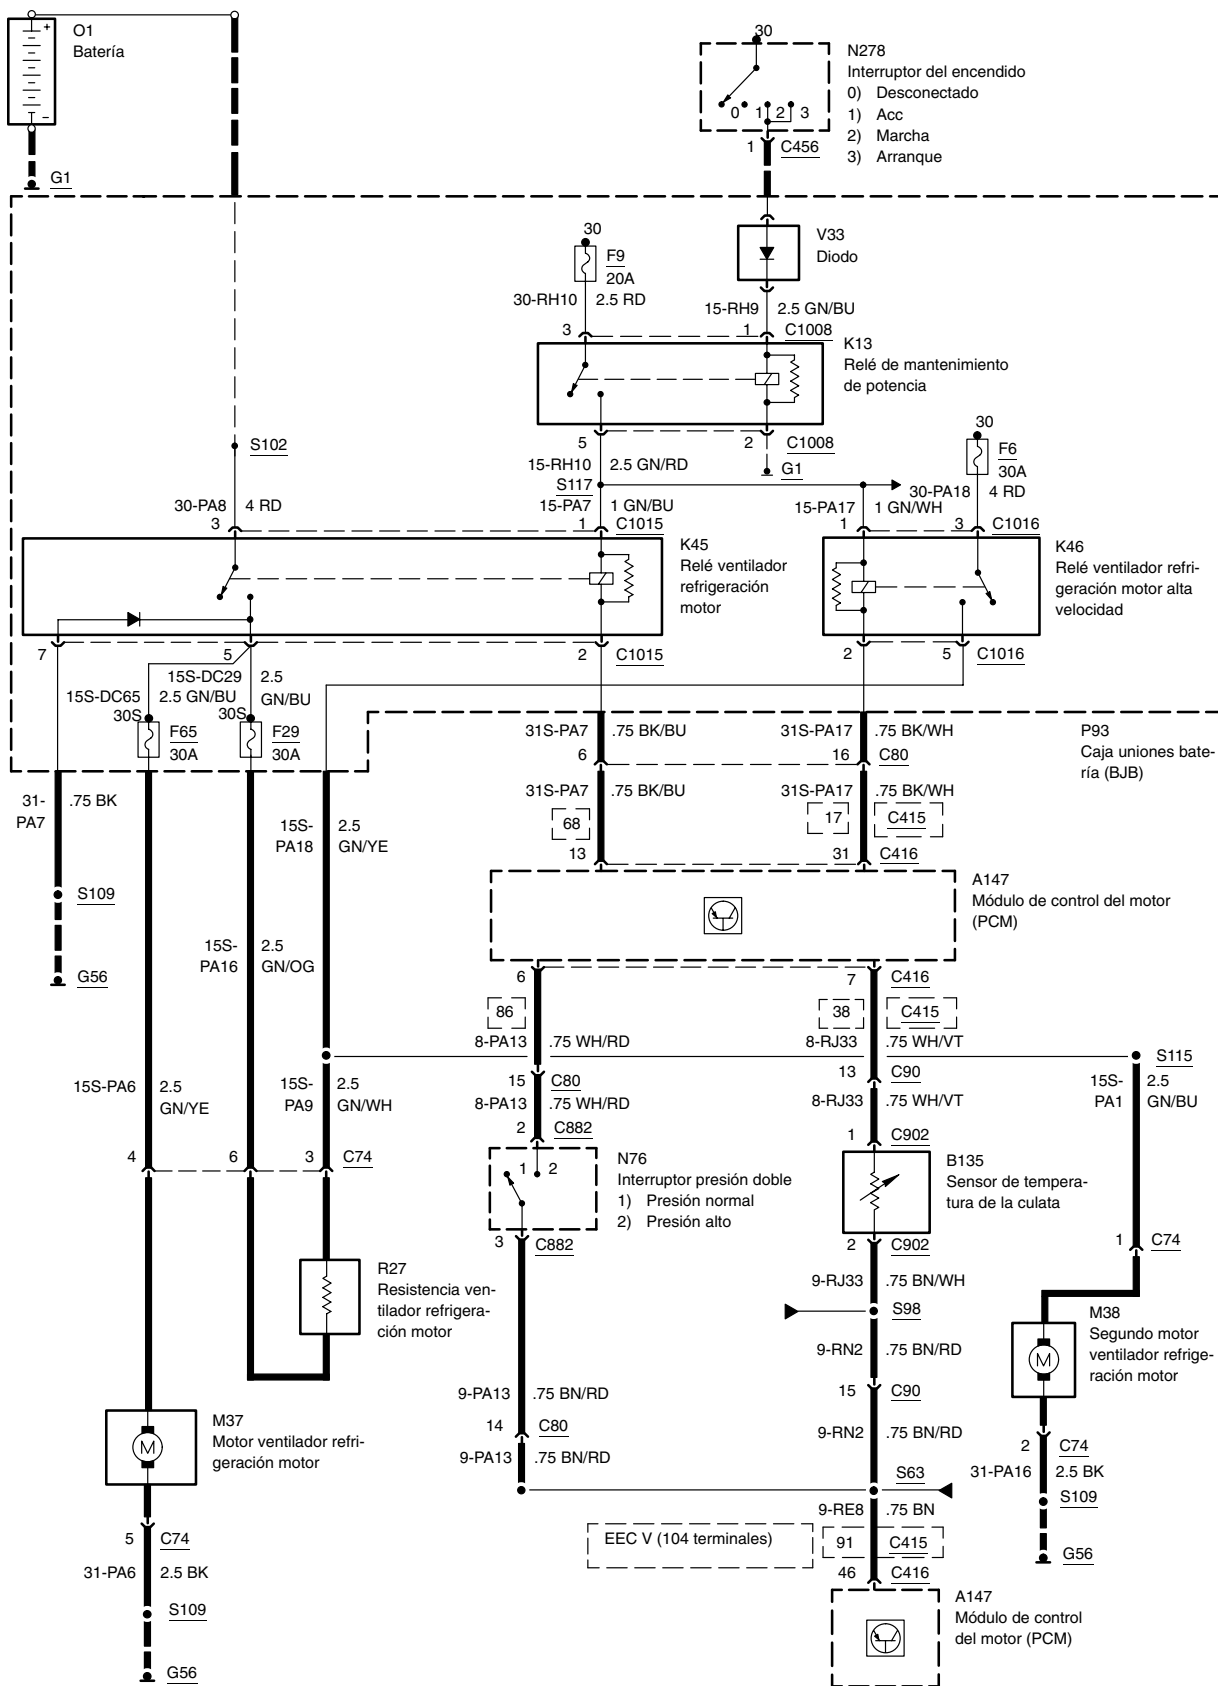 O1
Batería
+
–
G1
30
N278
Interruptor del encendido
0) Desconectado
1) Acc
2) Marcha
3) Arranque
0 1 2 3
1 C456
V33
Diodo
30
F9
20A
30-RH10 2.5 RD
15-RH9 2.5 GN/BU
3 1 C1008
K13
Relé de mantenimiento
de potencia
5 2 C1008
15-RH10 2.5 GN/RD
G1
S117
15-PA7 1 GN/BU
S102
30-PA8 4 RD
30
F6
30A
30-PA18 4 RD
15-PA17 1 GN/WH
3 1 C1015
1 3 C1016
K45
Relé ventilador
refrigeración
motor
K46
Relé ventilador refri-
geración motor alta
velocidad
7 5 2 C1015
2 5 C1016
15S-DC65 2.5 GN/BU
15S-DC29 2.5
GN/BU
30S
F65
30A
30S
F29
30A
31S-PA7 .75 BK/BU
31S-PA17 .75 BK/WH
6 16 C80
P93
Caja uniones bate-
ría (BJB)
31S-PA7 .75 BK/BU
31S-PA17 .75 BK/WH
68 17 C415
13 31 C416
31-
PA7
.75 BK
S109
G56
15S-
PA18
2.5
GN/YE
15S-
PA16
2.5
GN/OG
A147
Módulo de control del motor
(PCM)
6 7 C416
86 38 C415
8-PA13 .75 WH/RD
8-RJ33 .75 WH/VT
S115
15S-PA6 2.5
GN/YE
15S-
PA9
2.5
GN/WH
15 C80
8-PA13 .75 WH/RD
13 C90
8-RJ33 .75 WH/VT
15S-
PA1
2.5
GN/BU
4 6 3 C74
2 C882
1 C902
1 2
N76
Interruptor presión doble
1) Presión normal
2) Presión alto
B135
Sensor de tempera-
tura de la culata
3 C882
2 C902
1 C74
R27
Resistencia ven-
tilador refrigera-
ción motor
9-RJ33 .75 BN/WH
S98
9-RN2 .75 BN/RD
M38
Segundo motor
ventilador refrige-
ración motor
M
9-PA13 .75 BN/RD
15 C90
14 C80
9-RN2 .75 BN/RD
9-PA13 .75 BN/RD
M37
Motor ventilador refri-
geración motor
M
2 C74
31-PA16 2.5 BK
S109
G56
S63
9-RE8 .75 BN
EEC V (104 terminales)
91 C415
46 C416
5 C74
31-PA6 2.5 BK
S109
G56
A147
Módulo de control
del motor (PCM)